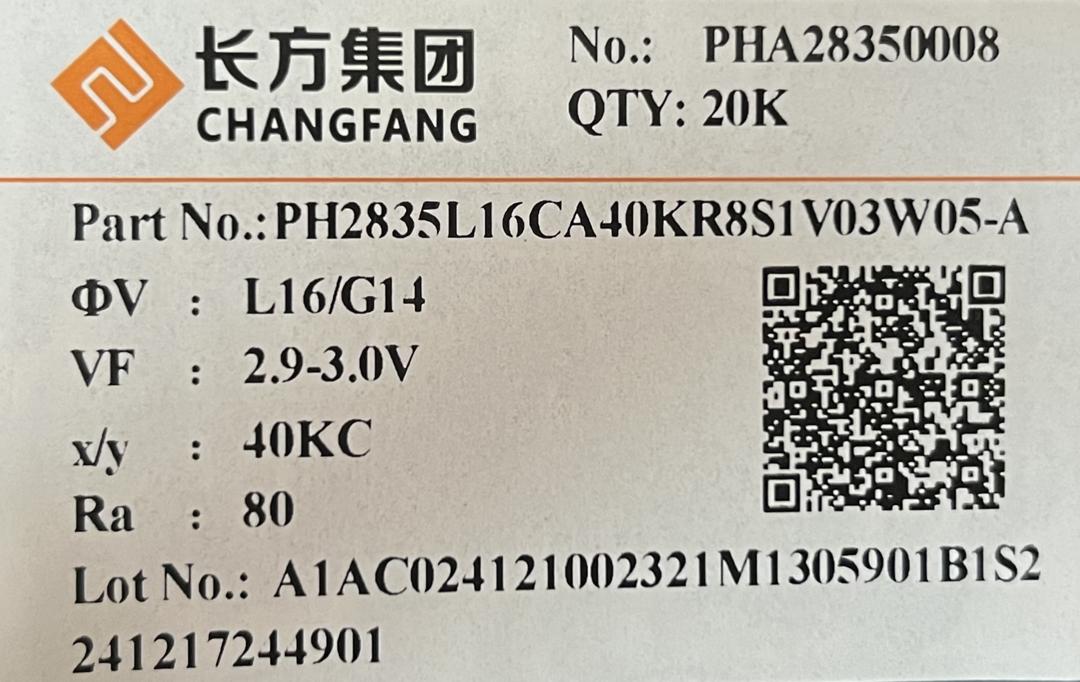 长方集团
CHANGFANG
No.: PHA28350008
QTY: 20K
Part No.:PH2835L16CA40KR8S1V03W05-A
ΦV : L16/G14
VF : 2.9-3.0V
x/y : 40KC
Ra : 80
Lot No.: A1AC024121002321M1305901B1S2
241217244901